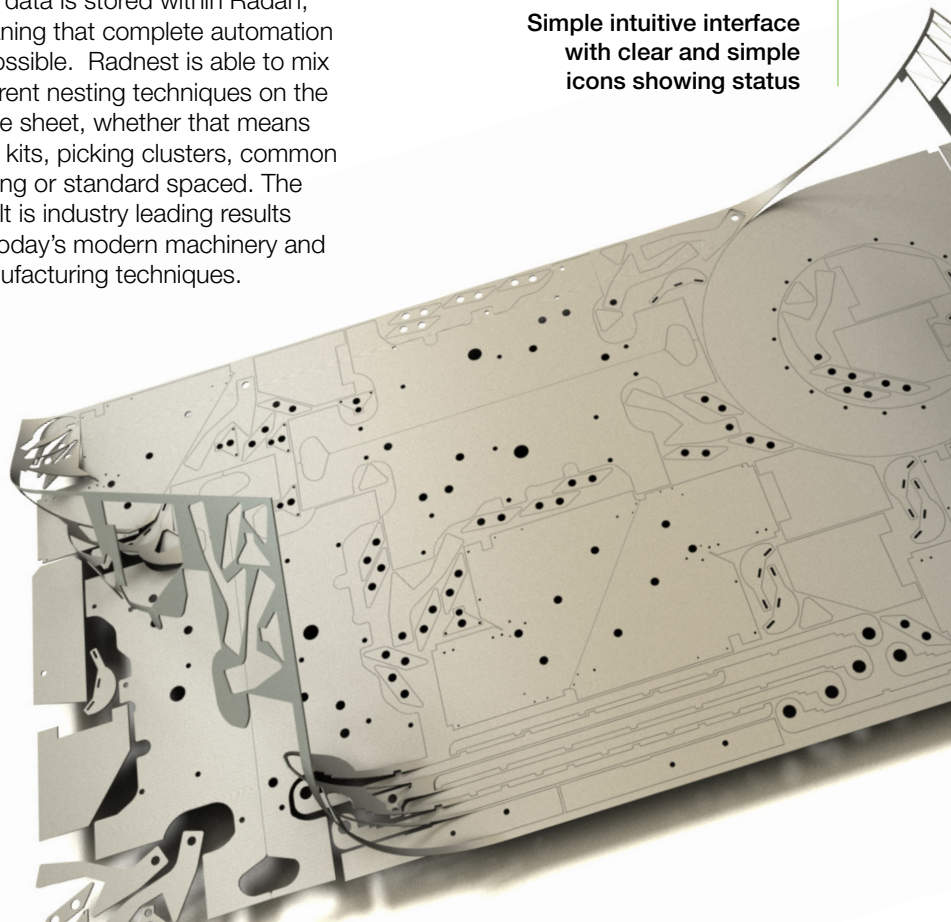 data is stored within Radan,
ning that complete automation
ossible.  Radnest is able to mix
rent nesting techniques on the
e sheet, whether that means
kits, picking clusters, common
ng or standard spaced. The
lt is industry leading results
oday's modern machinery and
ufacturing techniques.
Simple intuitive interface
with clear and simple
icons showing status